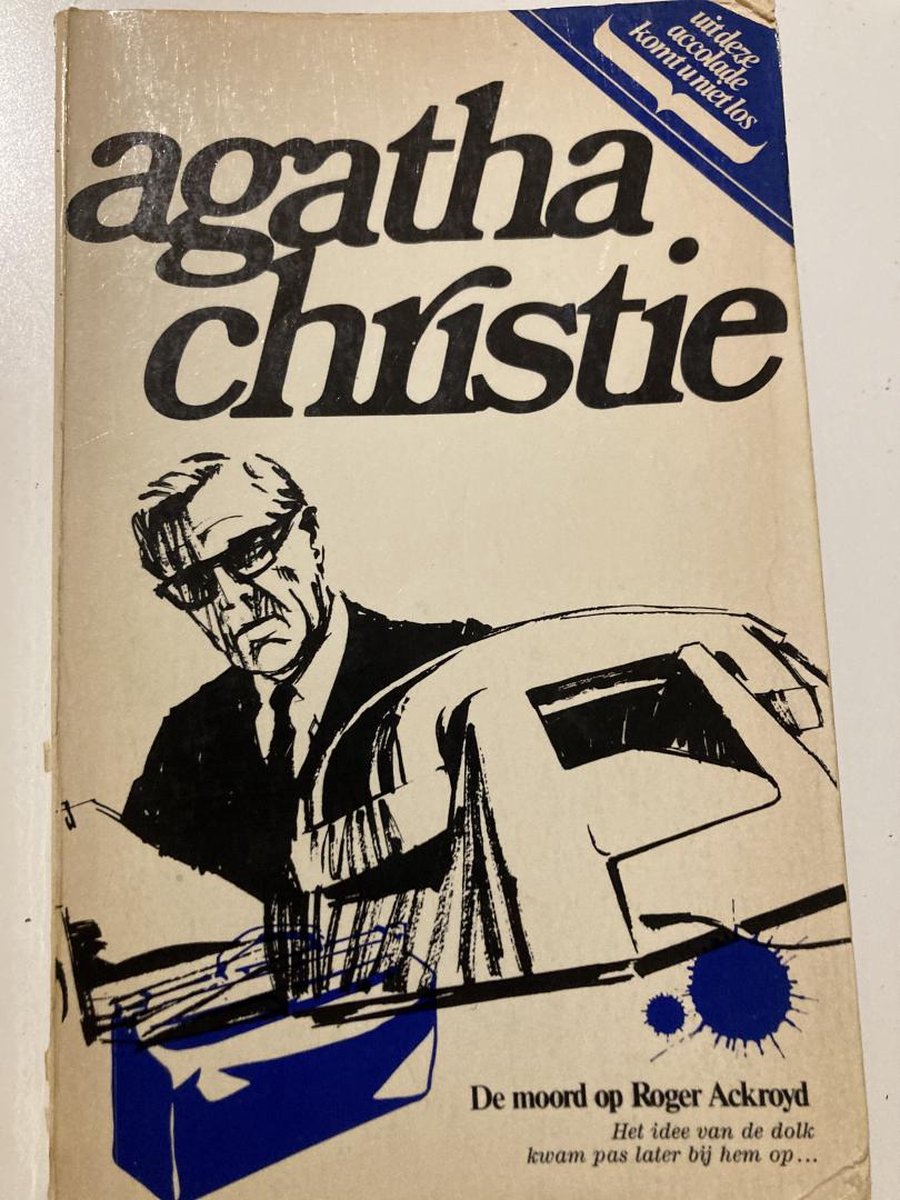 uit deze
accolade
komt u niet los
agatha
christie
De moord op Roger Ackroyd
Het idee van de dolk
kwam pas later bij hem op...